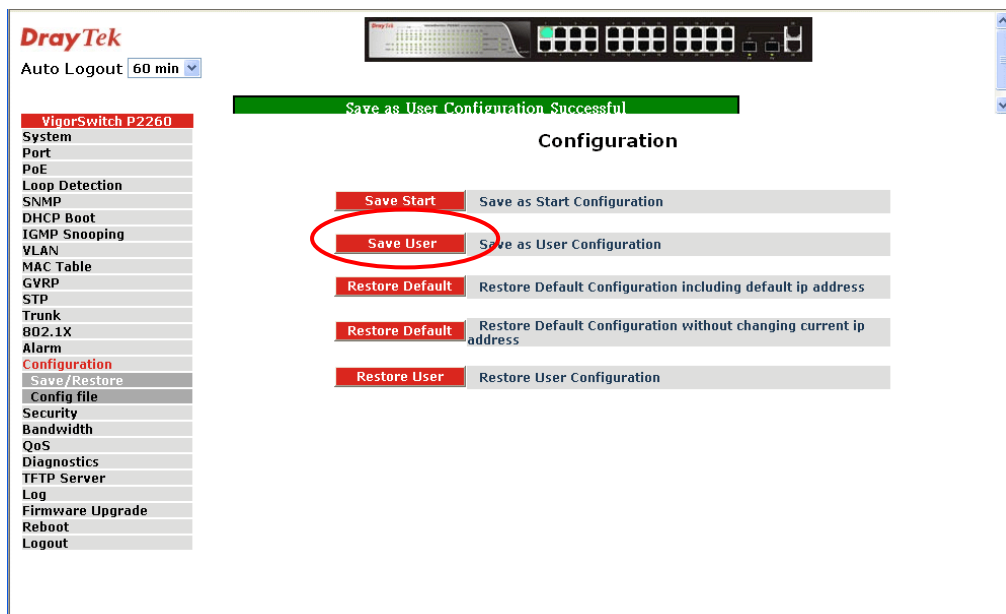 DrayTek
Auto Logout 60 min
Save as User Configuration Successful
VigorSwitch P2260
System
Port
PoE
Loop Detection
SNMP
DHCP Boot
IGMP Snooping
VLAN
MAC Table
GVRP
STP
Trunk
802.1X
Alarm
Configuration
Save/Restore
Config file
Security
Bandwidth
QoS
Diagnostics
TFTP Server
Log
Firmware Upgrade
Reboot
Logout
Configuration
Save Start Save as Start Configuration
Save User Save as User Configuration
Restore Default Restore Default Configuration including default ip address
Restore Default Restore Default Configuration without changing current ip
address
Restore User Restore User Configuration